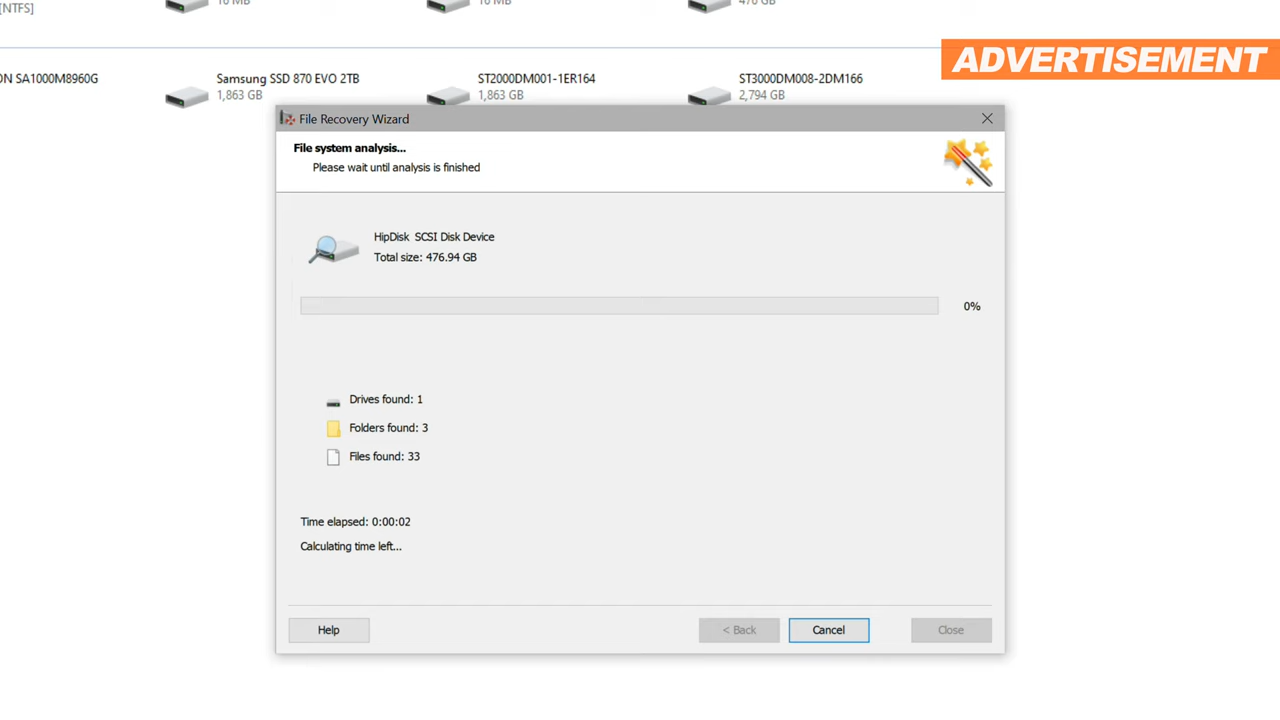 [NTFS]
16 MB
16 MB
476 GB
ADVERTISEMENT
ON SA1000M8960G
Samsung SSD 870 EVO 2TB
1,863 GB
ST2000DM001-1ER164
1,863 GB
ST3000DM008-2DM166
2,794 GB
File Recovery Wizard
File system analysis...
Please wait until analysis is finished
HipDisk SCSI Disk Device
Total size: 476.94 GB
0%
Drives found: 1
Folders found: 3
Files found: 33
Time elapsed: 0:00:02
Calculating time left...
Help
< Back
Cancel
Close